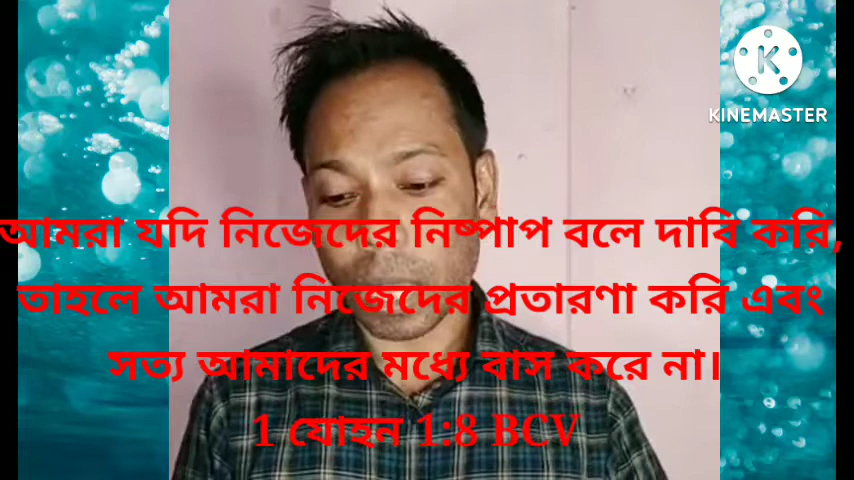 KINEMASTER
আমরা যদি নিজেদের নিষ্পাপ বলে দাবি করি,
তাহলে আমরা নিজেদের প্রতারণা করি এবং
সত্য আমাদের মধ্যে বাস করে না।
1 যোহন 1:8 BCV